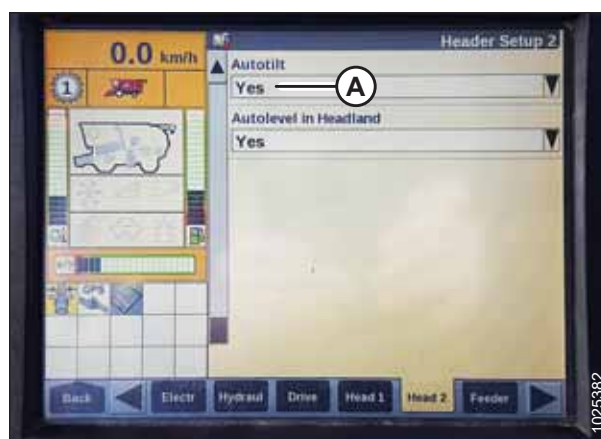 0.0 km/h
Header Setup 2
1
Autotilt
Yes
A
Autolevel in Headland
Yes
GPS
Back
Electr
Hydraul
Drive
Head 1
Head 2
Feeder
1025382